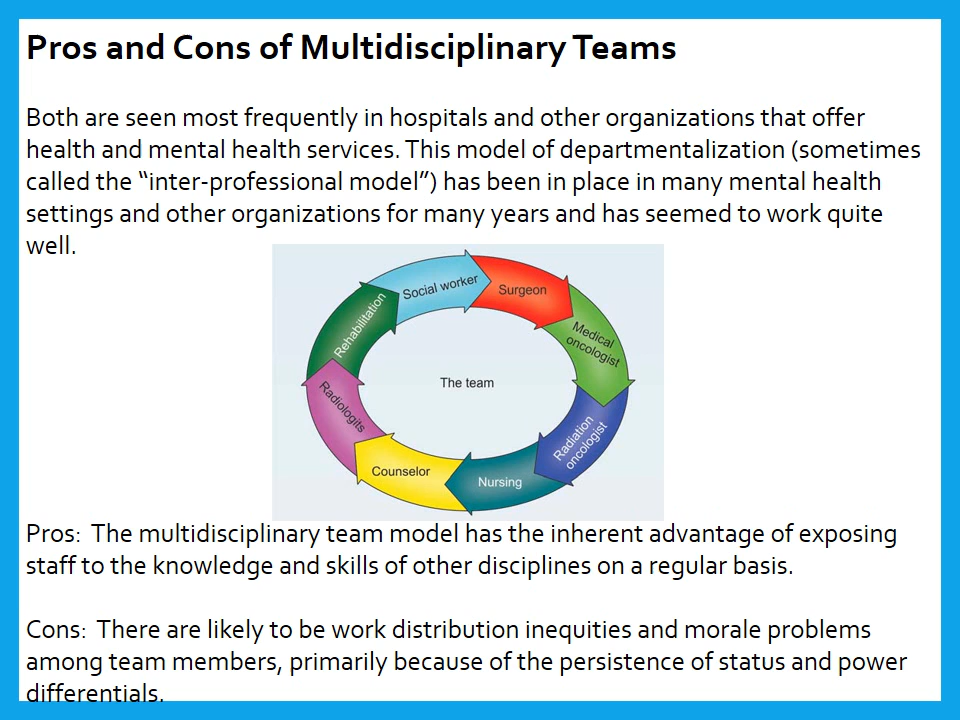 Pros and Cons of Multidisciplinary Teams
Both are seen most frequently in hospitals and other organizations that offer
health and mental health services. This model of departmentalization (sometimes
called the “inter-professional model”) has been in place in many mental health
settings and other organizations for many years and has seemed to work quite
well.
Social worker
Surgeon
Medical
oncologist
Radiation
oncologist
Nursing
Counselor
Radiologits
Rehabilitation
The team
Pros:  The multidisciplinary team model has the inherent advantage of exposing
staff to the knowledge and skills of other disciplines on a regular basis.
Cons:  There are likely to be work distribution inequities and morale problems
among team members, primarily because of the persistence of status and power
differentials.